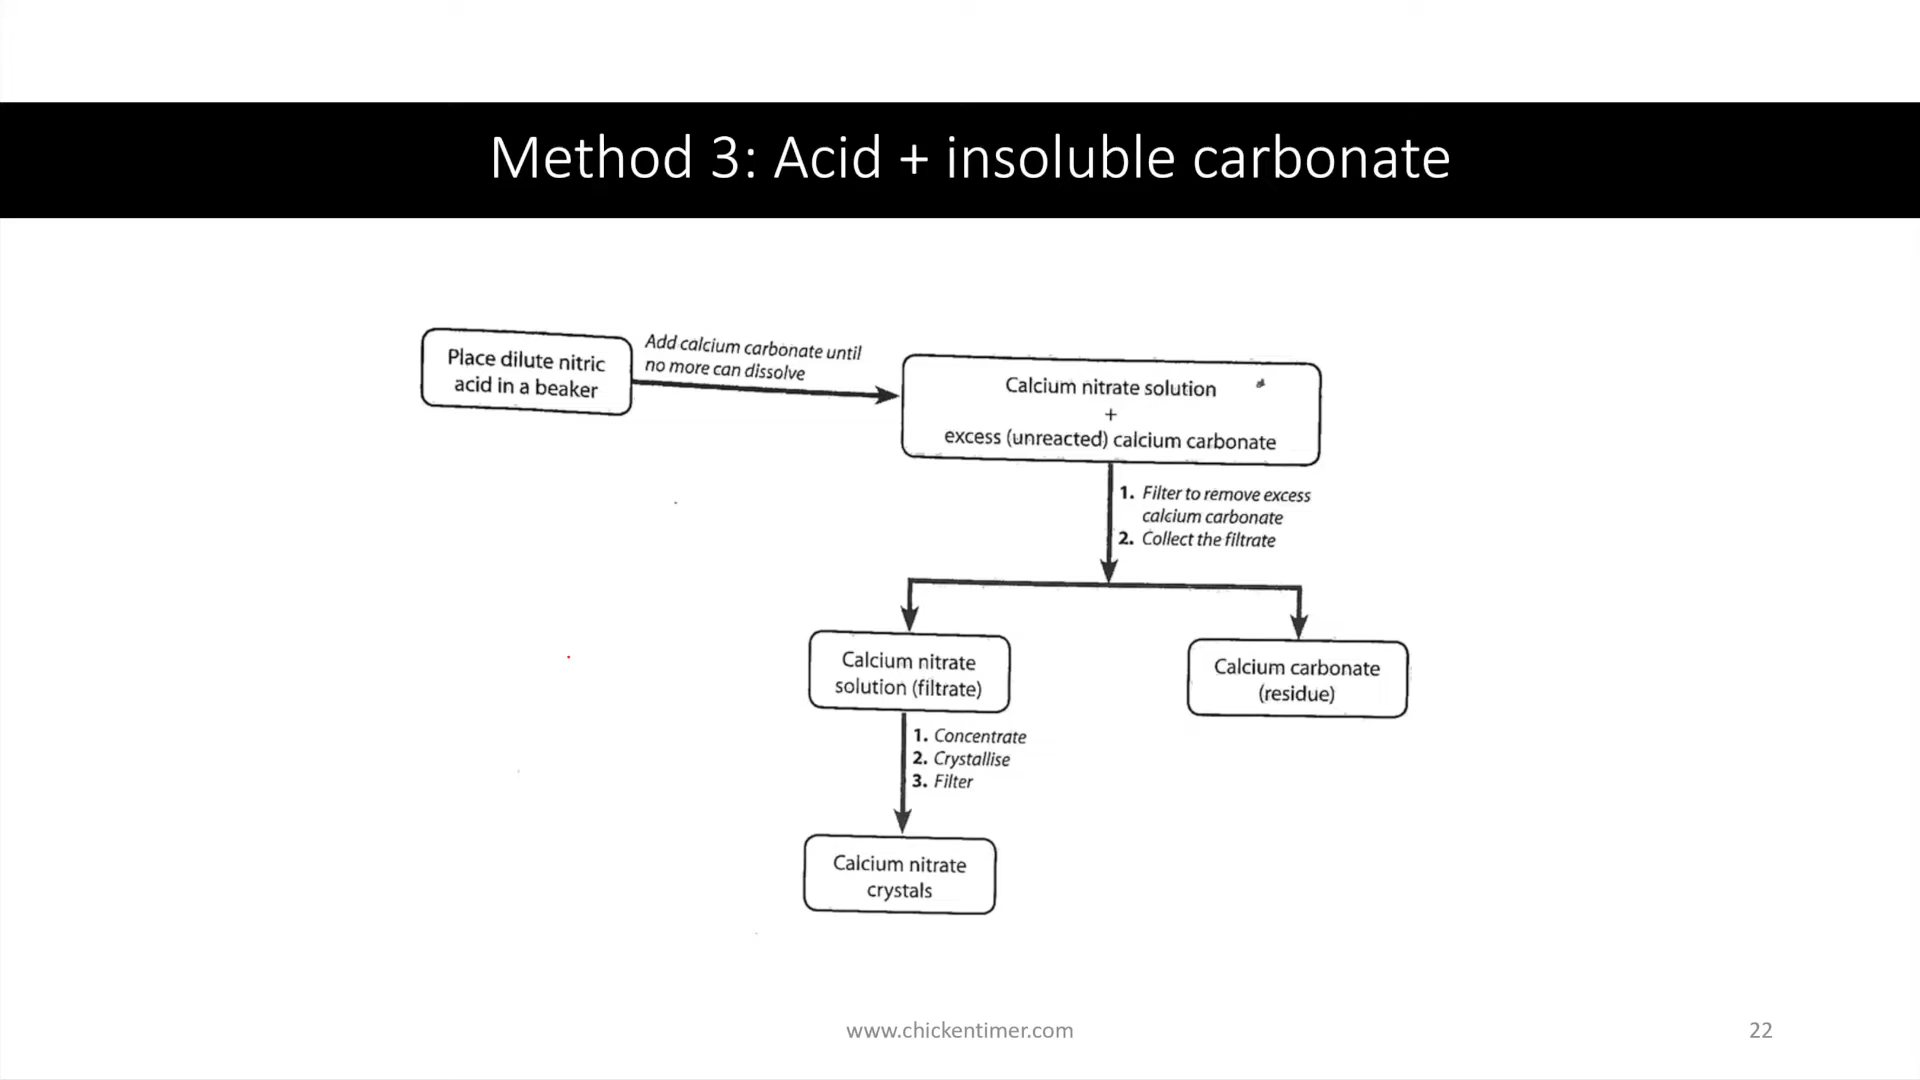 Method 3: Acid + insoluble carbonate
Place dilute nitric
acid in a beaker
Add calcium carbonate until
no more can dissolve
Calcium nitrate solution
+
excess (unreacted) calcium carbonate
1. Filter to remove excess
calcium carbonate
2. Collect the filtrate
Calcium nitrate
solution (filtrate)
Calcium carbonate
(residue)
1. Concentrate
2. Crystallise
3. Filter
Calcium nitrate
crystals
www.chickentimer.com
22